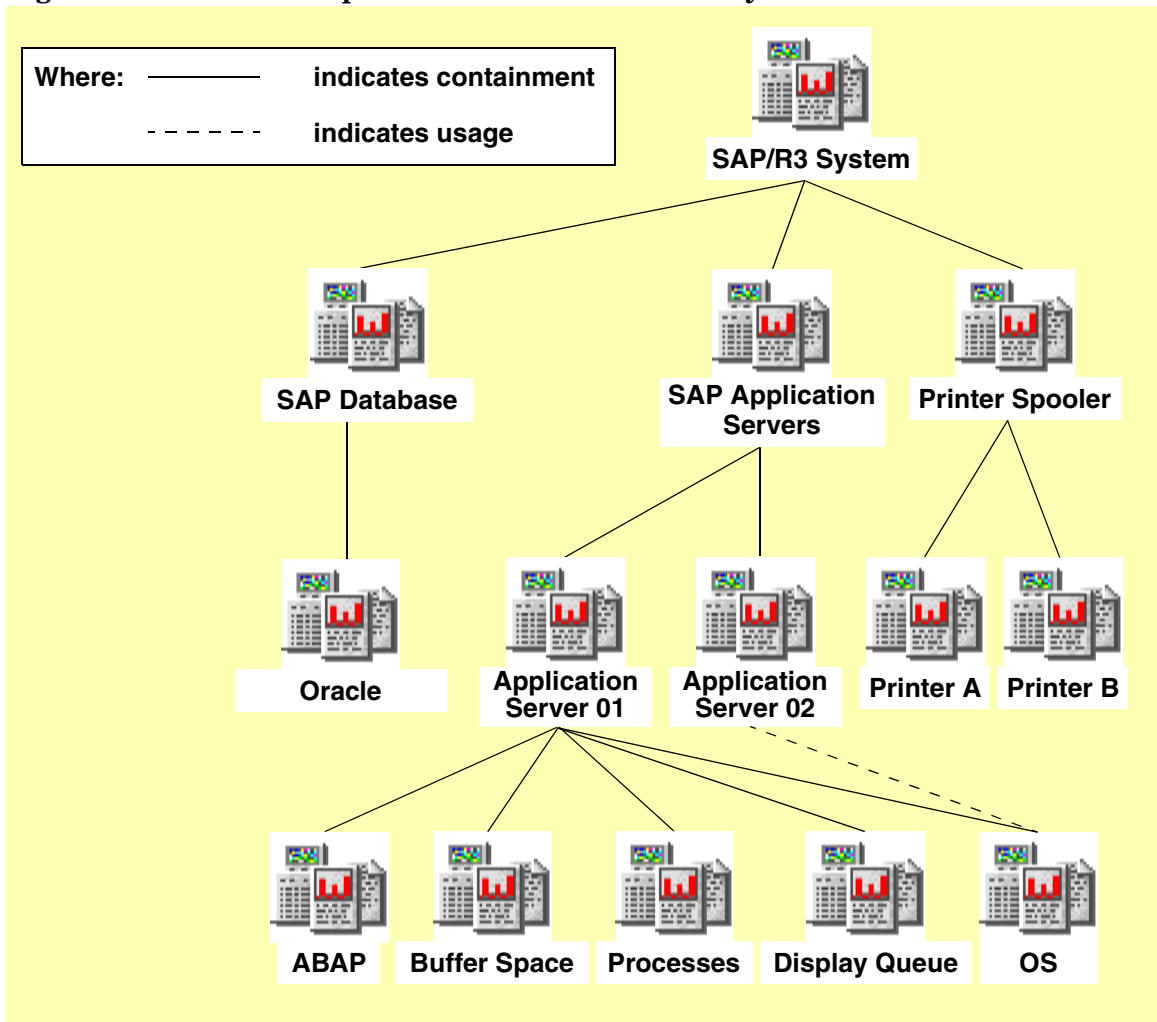 Where: indicates containment
indicates usage
SAP/R3 System
SAP Database
SAP Application
Servers
Printer Spooler
Oracle
Application
Server 01
Application
Server 02
Printer A
Printer B
ABAP
Buffer Space
Processes
Display Queue
OS